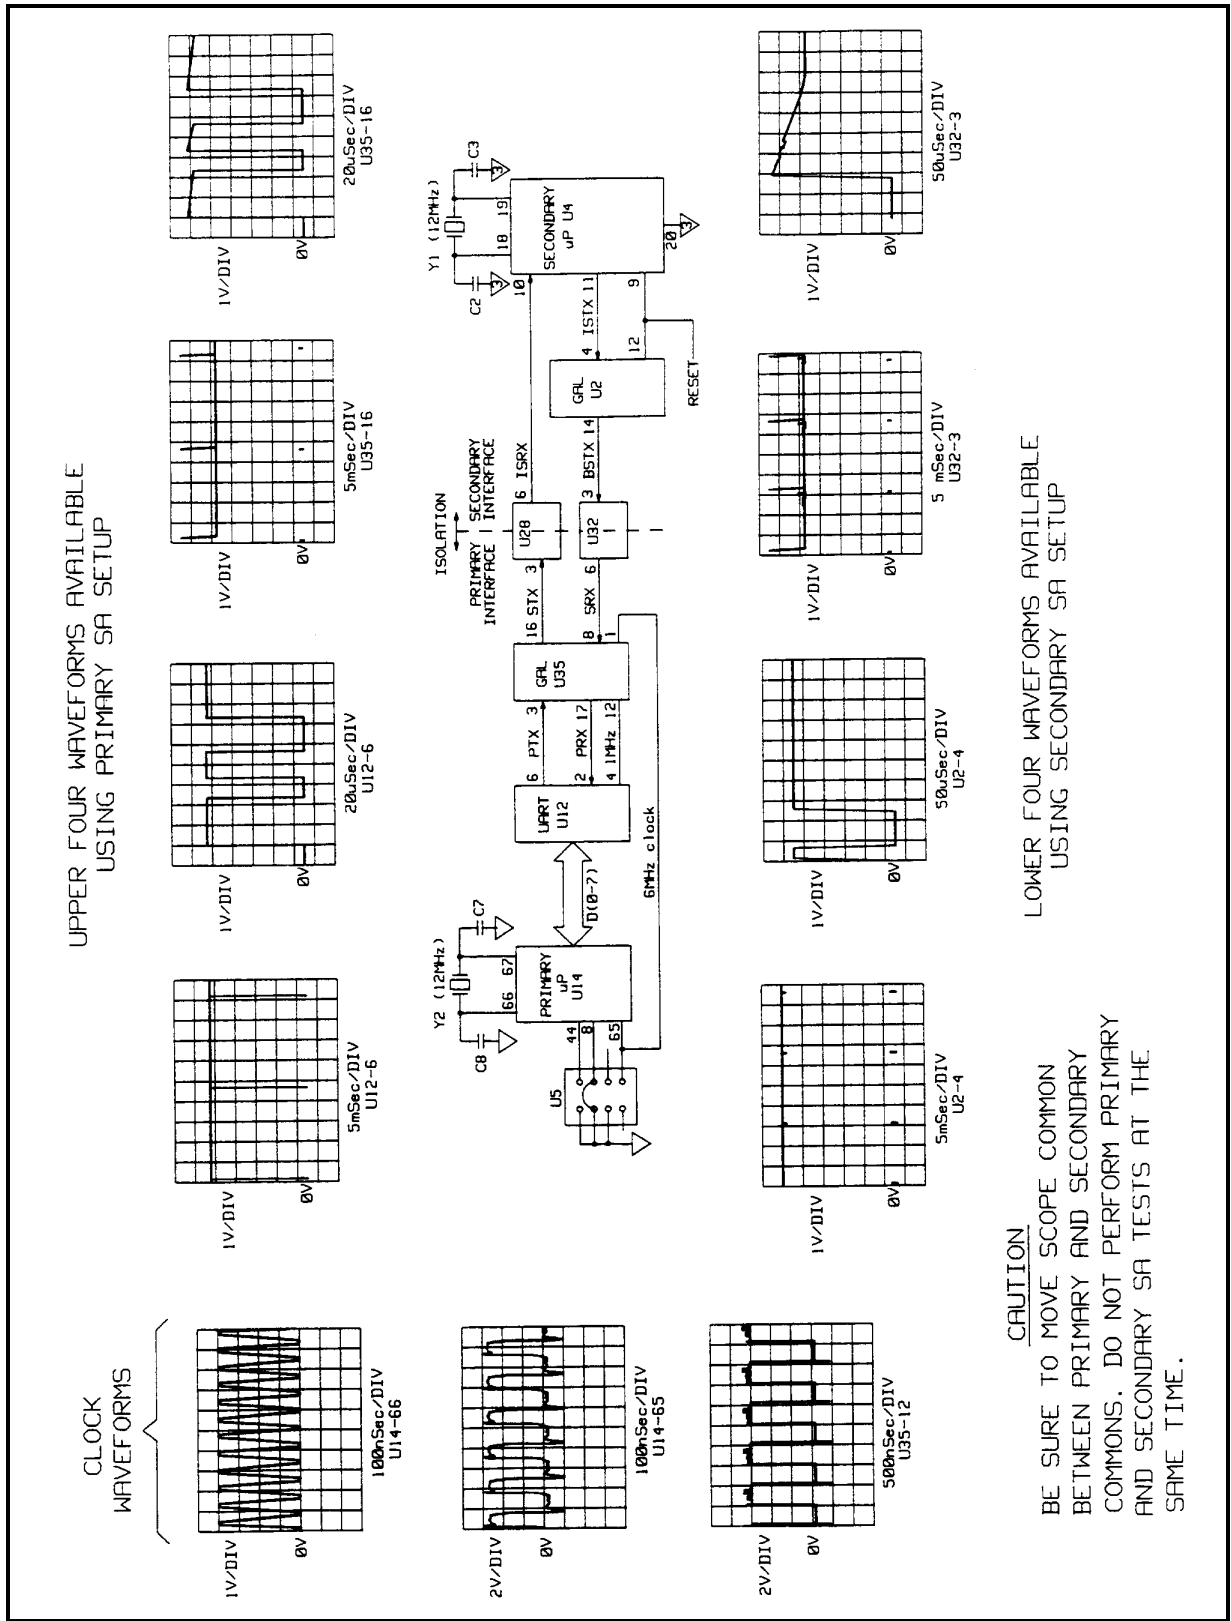 UPPER FOUR WAVEFORMS AVAILABLE
USING PRIMARY SA SETUP
CLOCK
WAVEFORMS
1V/DIV
0V
100nSec/DIV
U14-66
1V/DIV
0V
5mSec/DIV
U12-6
1V/DIV
0V
20uSec/DIV
U12-6
1V/DIV
0V
5mSec/DIV
U35-16
1V/DIV
0V
20uSec/DIV
U35-16
2V/DIV
0V
100nSec/DIV
U14-65
2V/DIV
0V
500nSec/DIV
U35-12
Y2 (12MHz)
C8
C7
66 67
PRIMARY
uP
U14
44
8
65
U5
D(0-7)
6MHz clock
UART
U12
6 PTX 3
2 PRX 17
4 1MHz 12
GAL
U35
16 STX 3
8 SRX 6
1
ISOLATION
PRIMARY SECONDARY
INTERFACE INTERFACE
U28
U32
6 ISRX
10
3 BSTX 14
GAL
U2
4 ISTX 11
12
9
RESET
Y1 (12MHz)
C2
3
C3
3
18 19
SECONDARY
uP U4
20
3
1V/DIV
0V
5mSec/DIV
U2-4
1V/DIV
0V
50uSec/DIV
U2-4
1V/DIV
0V
5 mSec/DIV
U32-3
1V/DIV
0V
50uSec/DIV
U32-3
LOWER FOUR WAVEFORMS AVAILABLE
USING SECONDARY SA SETUP
CAUTION
BE SURE TO MOVE SCOPE COMMON
BETWEEN PRIMARY AND SECONDARY
COMMONS. DO NOT PERFORM PRIMARY
AND SECONDARY SA TESTS AT THE
SAME TIME.